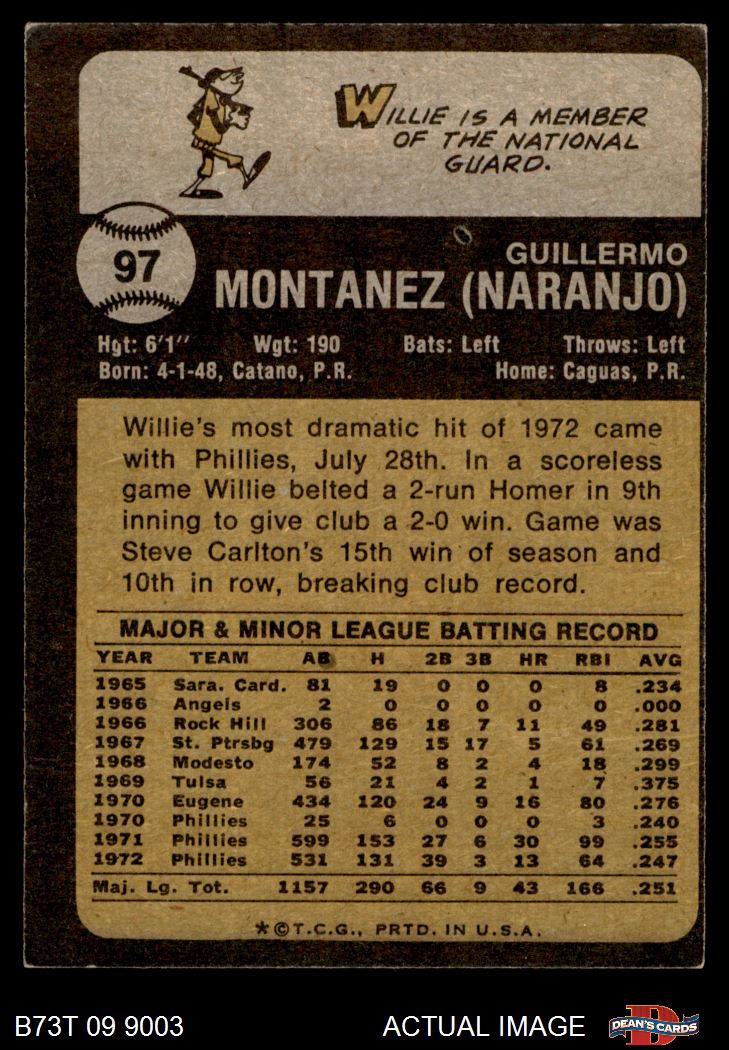 WILLIE IS A MEMBER
OF THE NATIONAL
GUARD.
97
GUILLERMO
MONTANEZ (NARANJO)
Hgt: 6'1" Wgt: 190 Bats: Left Throws: Left
Born: 4-1-48, Catano, P.R. Home: Caguas, P.R.
Willie's most dramatic hit of 1972 came
with Phillies, July 28th. In a scoreless
game Willie belted a 2-run Homer in 9th
inning to give club a 2-0 win. Game was
Steve Carlton's 15th win of season and
10th in row, breaking club record.
MAJOR & MINOR LEAGUE BATTING RECORD
YEAR TEAM AB H 2B 3B HR RBI AVG
1965 Sara. Card. 81 19 0 0 0 8 .234
1966 Angels 2 0 0 0 0 0 .000
1966 Rock Hill 306 86 18 7 11 49 .281
1967 St. Ptrsbg 479 129 15 17 5 61 .269
1968 Modesto 174 52 8 2 4 18 .299
1969 Tulsa 56 21 4 2 1 7 .375
1970 Eugene 434 120 24 9 16 80 .276
1970 Phillies 25 6 0 0 0 3 .240
1971 Phillies 599 153 27 6 30 99 .255
1972 Phillies 531 131 39 3 13 64 .247
Maj. Lg. Tot. 1157 290 66 9 43 166 .251
*©T.C.G., PRTD. IN U.S.A.
B73T 09 9003 ACTUAL IMAGE
DEAN'S CARDS